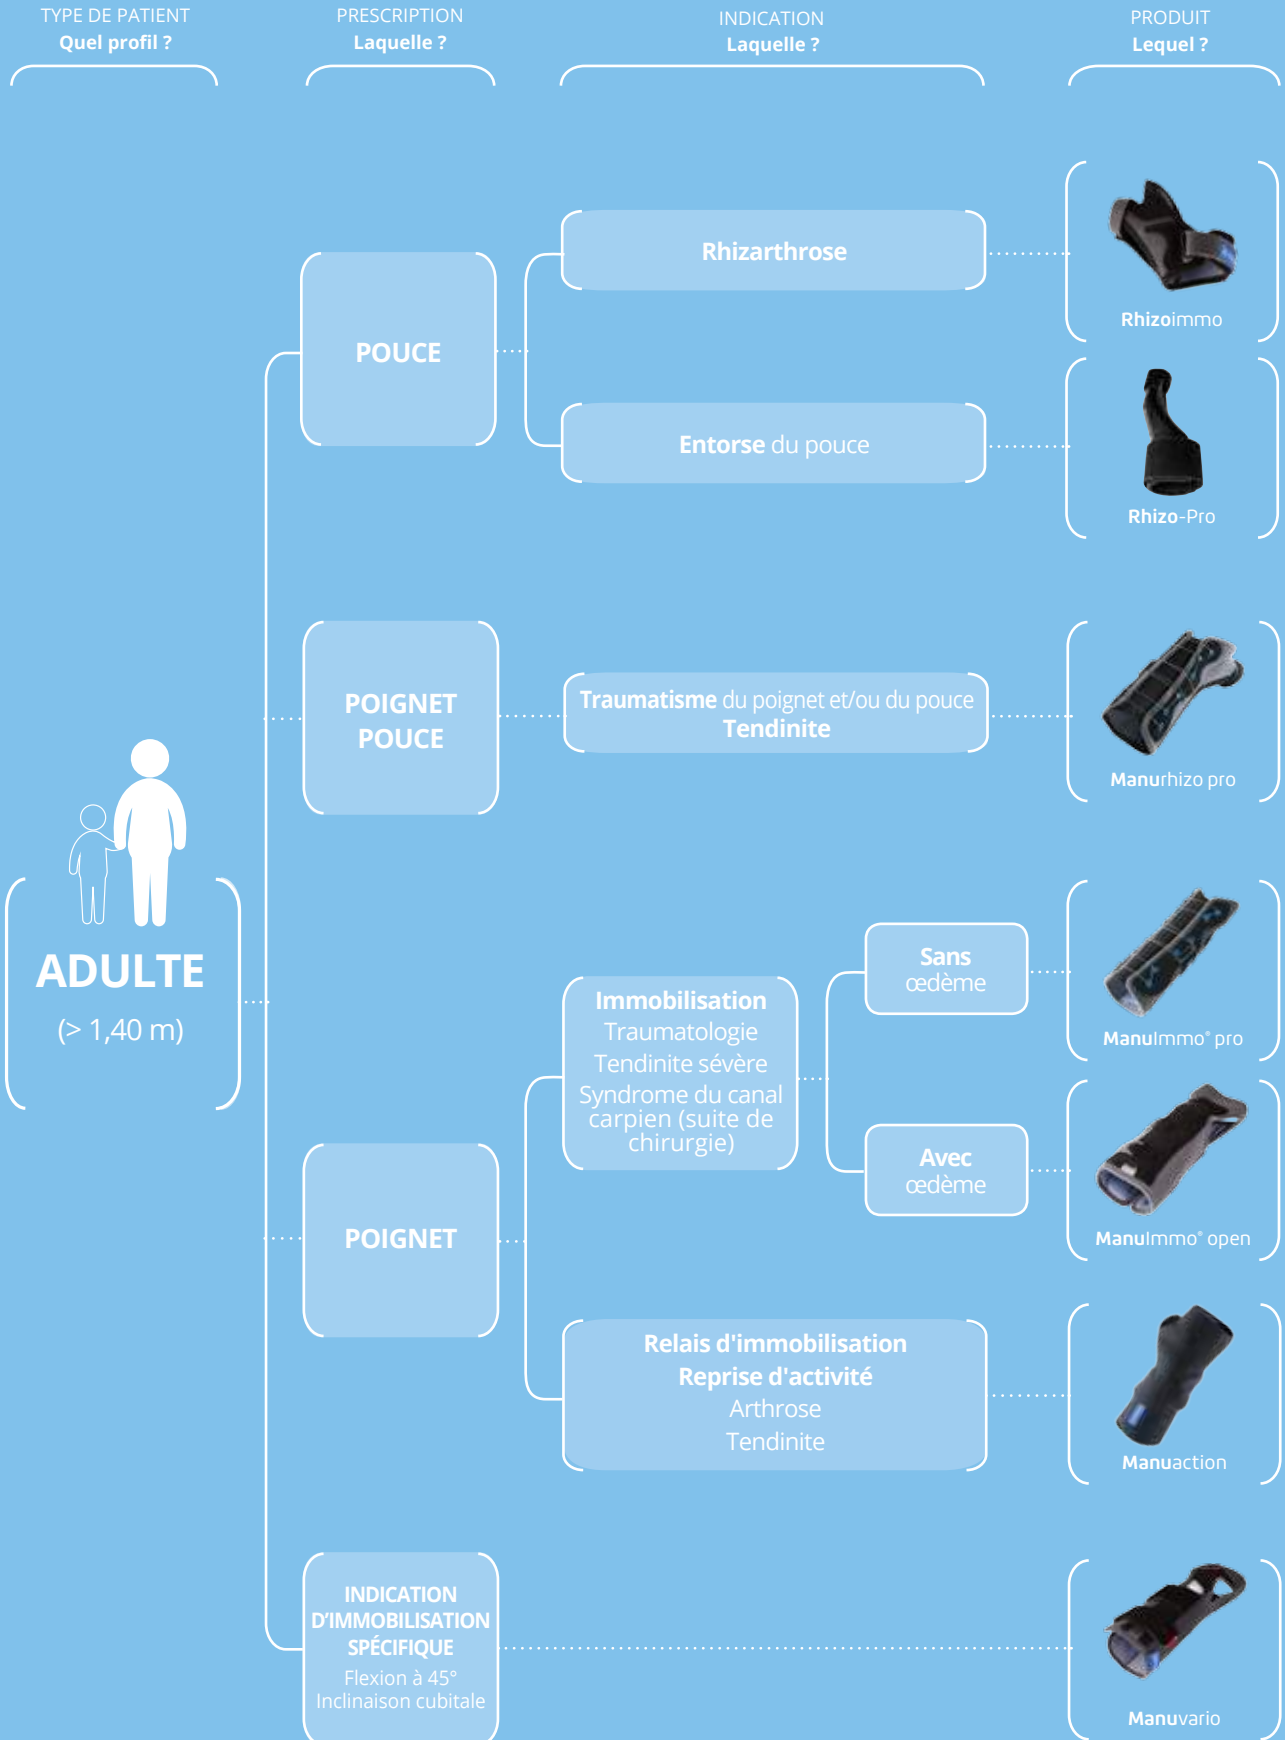 TYPE DE PATIENT
Quel profil ?
PRESCRIPTION
Laquelle ?
INDICATION
Laquelle ?
PRODUIT
Lequel ?
ADULTE
(> 1,40 m)
POUCE
Rhizarthrose
Rhizoimmo
Entorse du pouce
Rhizo-Pro
POIGNET
POUCE
Traumatisme du poignet et/ou du pouce
Tendinite
Manurhizo pro
POIGNET
Immobilisation
Traumatologie
Tendinite sévère
Syndrome du canal
carpien (suite de
chirurgie)
Sans
œdème
ManuImmo® pro
Avec
œdème
ManuImmo® open
Relais d'immobilisation
Reprise d'activité
Arthrose
Tendinite
Manuaction
INDICATION
D’IMMOBILISATION
SPÉCIFIQUE
Flexion à 45°
Inclinaison cubitale
Manuvario